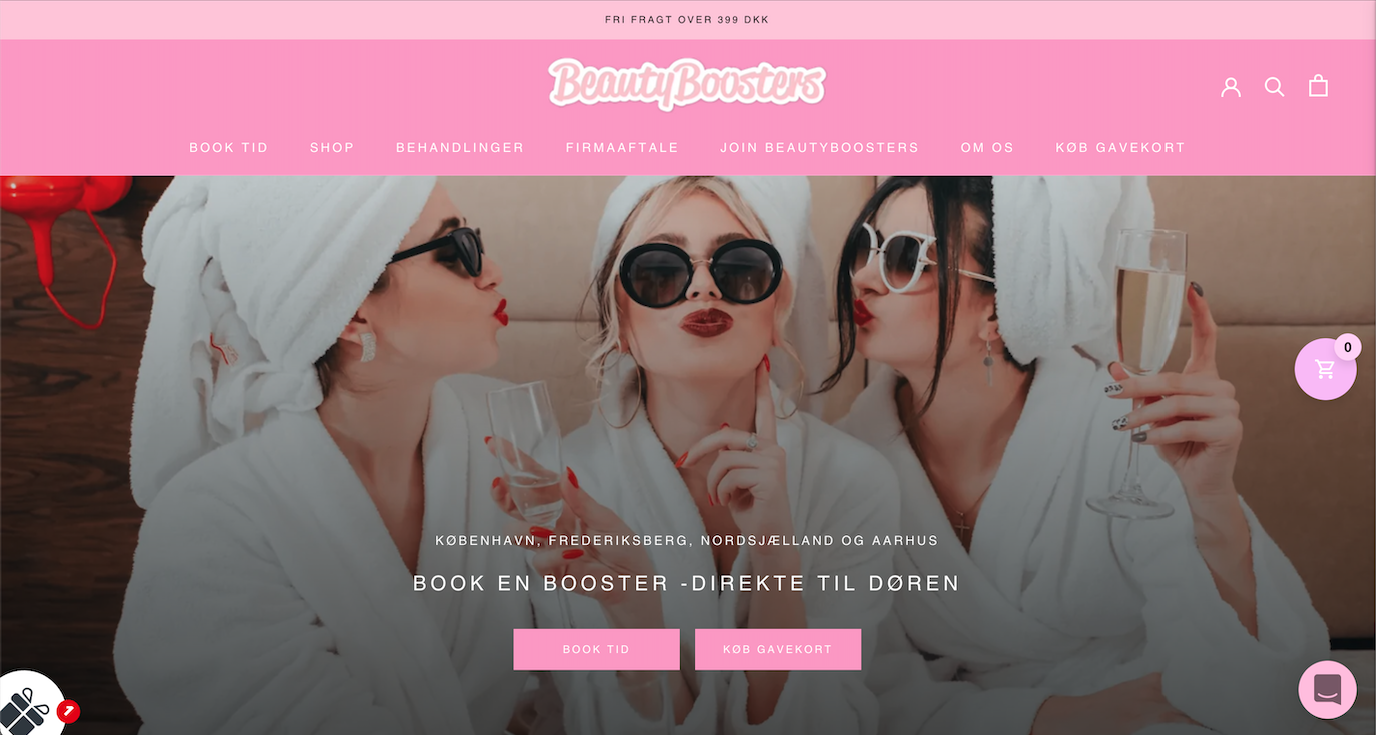 FRI FRAGT OVER 399 DKK
BeautyBoosters
BOOK TID SHOP BEHANDLINGER FIRMAAFTALE JOIN BEAUTYBOOSTERS OM OS KØB GAVEKORT
0
KØBENHAVN, FREDERIKSBERG, NORDSJÆLLAND OG AARHUS
BOOK EN BOOSTER -DIREKTE TIL DØREN
BOOK TID KØB GAVEKORT
1